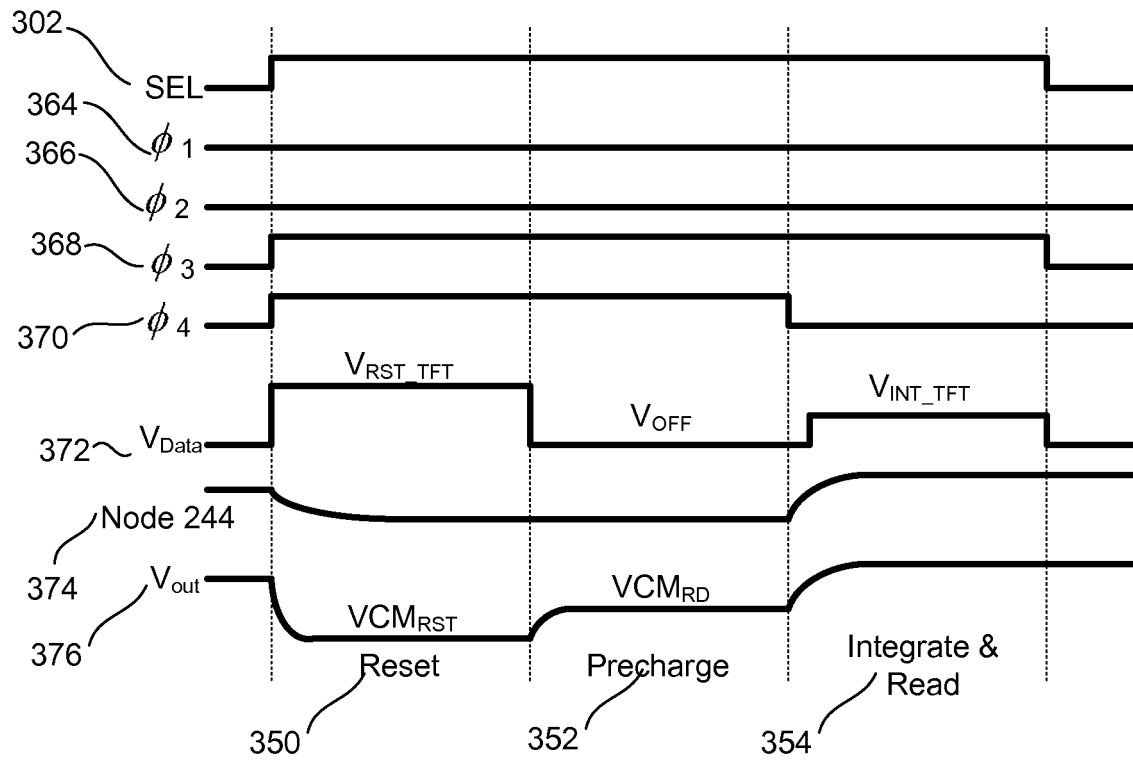 302
SEL
364
ϕ 1
366
ϕ 2
368
ϕ 3
370
ϕ 4
V_RST_TFT
V_OFF
V_INT_TFT
372
V_Data
Node 244
374
V_out
VCM_RST
VCM_RD
376
Reset
Precharge
Integrate &
Read
350
352
354